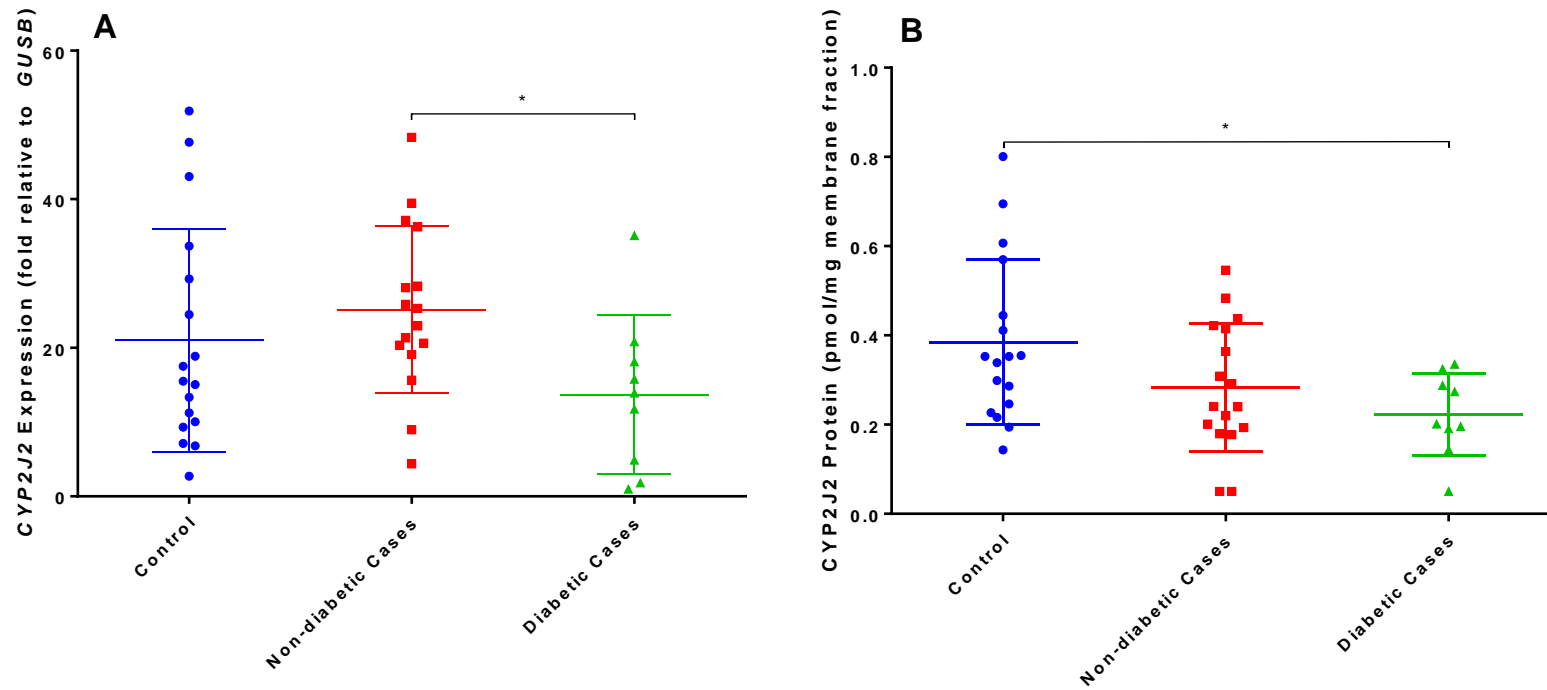 A
CYP2J2 Expression (fold relative to GUSB)
60
40
20
0
*
Control
Non-diabetic Cases
Diabetic Cases
B
CYP2J2 Protein (pmol/mg membrane fraction)
1.0
0.8
0.6
0.4
0.2
0.0
*
Control
Non-diabetic Cases
Diabetic Cases